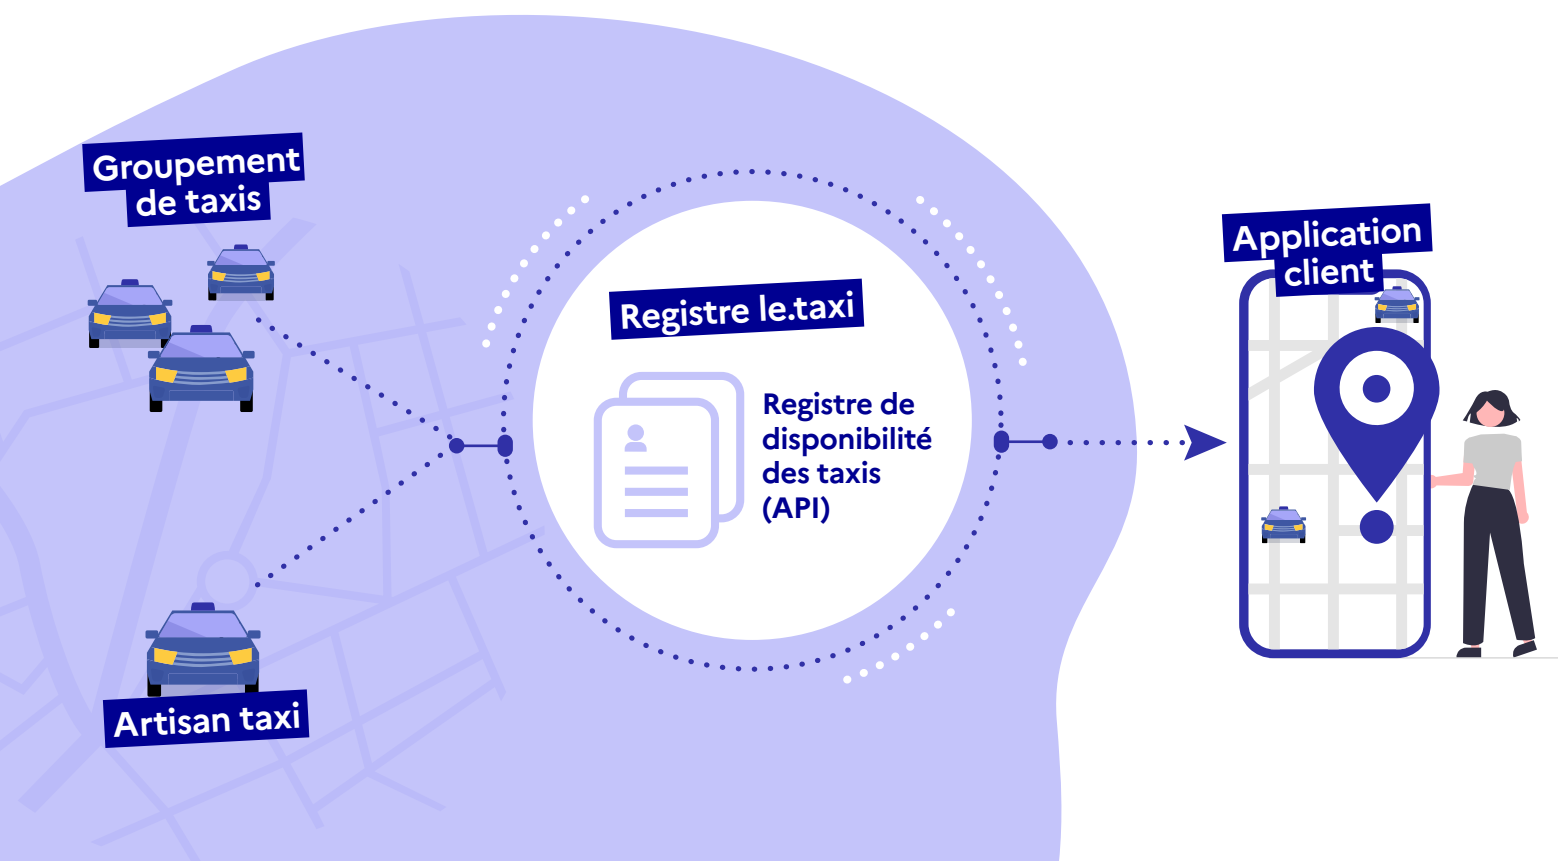 Groupement
de taxis
Artisan taxi
Registre le.taxi
Registre de
disponibilité
des taxis
(API)
Application
client